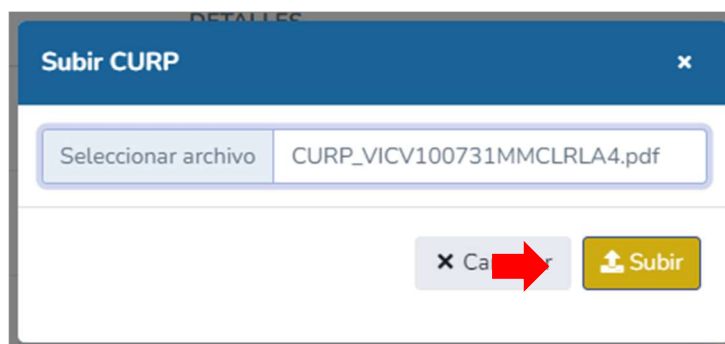 DETALLES
Subir CURP ×
Seleccionar archivo CURP_VICV100731MMCLRLA4.pdf
× Subir